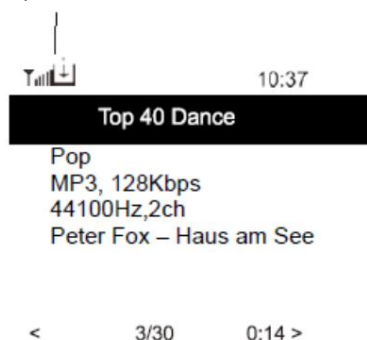 10:37
Top 40 Dance
Pop
MP3, 128Kbps
44100Hz,2ch
Peter Fox – Haus am See
< 3/30 0:14 >